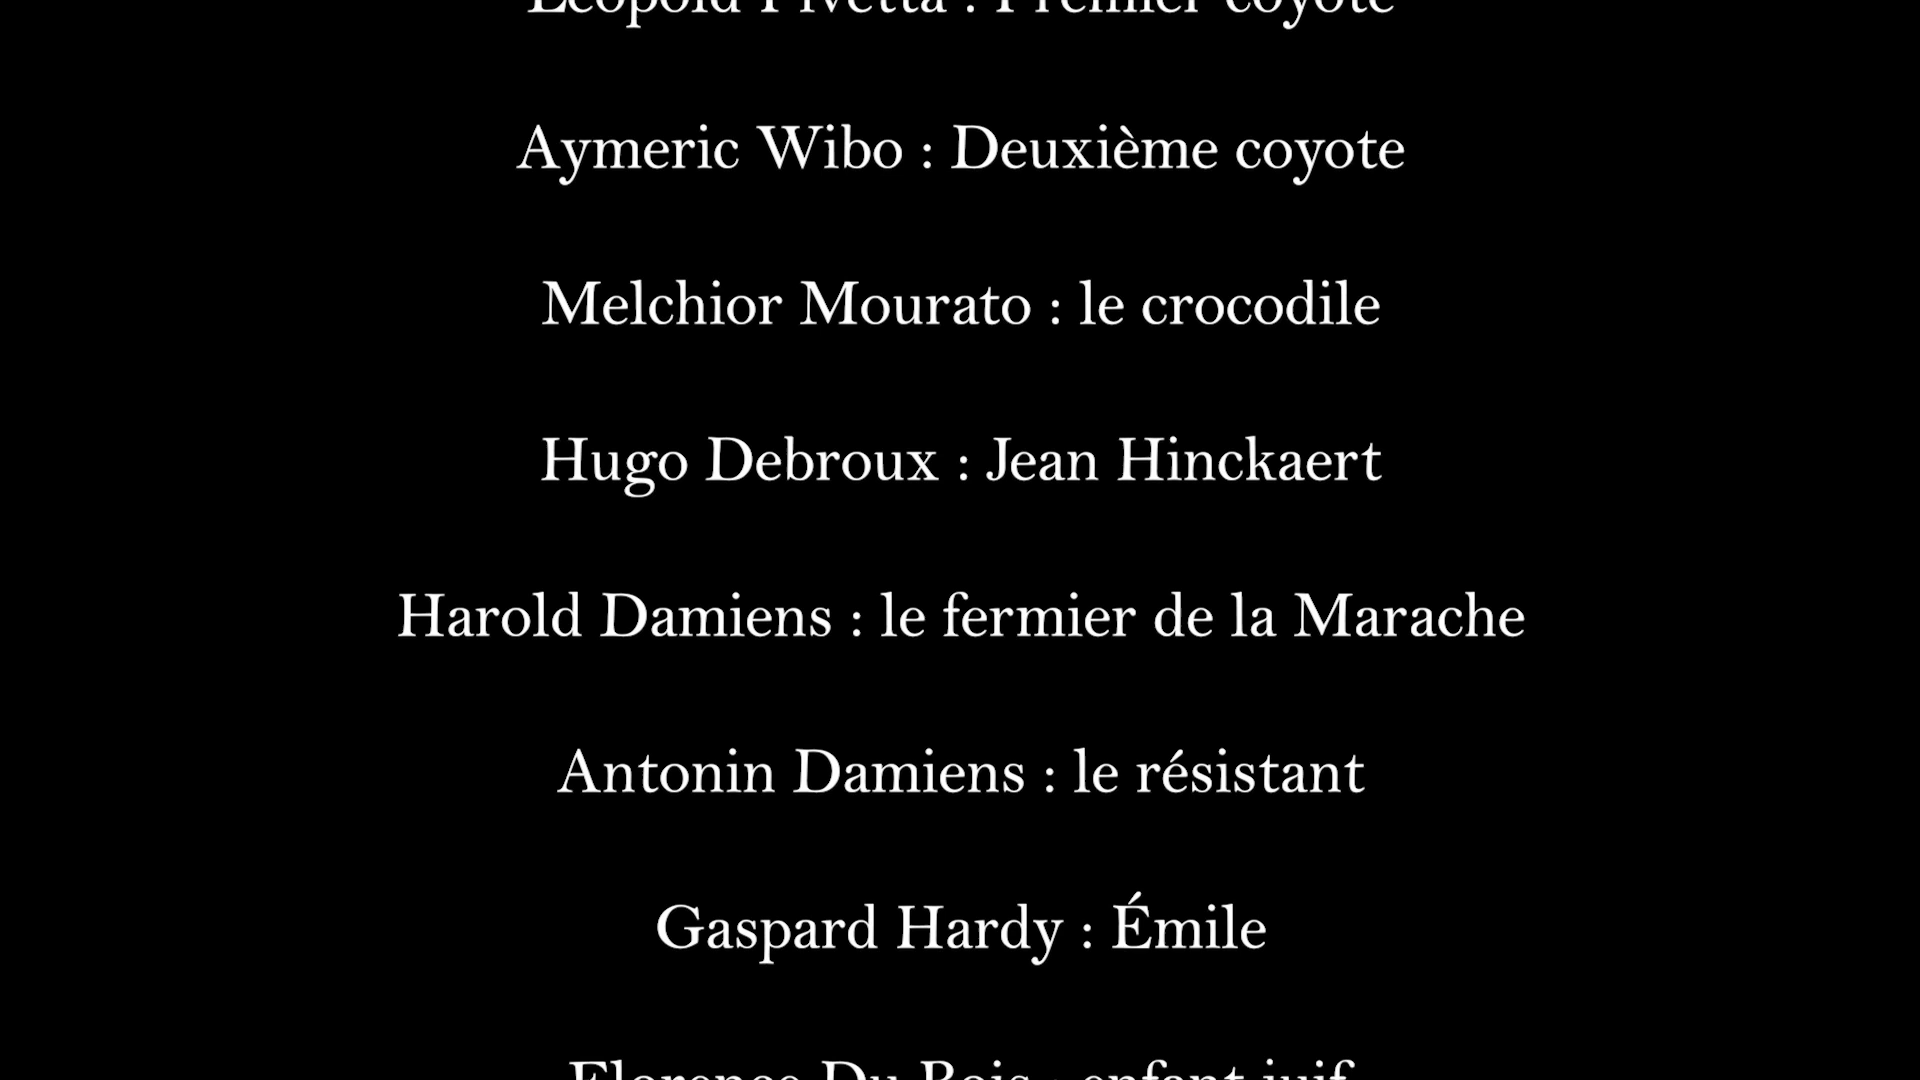 Léopold Pivetta : Premier coyote
Aymeric Wibo : Deuxième coyote
Melchior Mourato : le crocodile
Hugo Debroux : Jean Hinckaert
Harold Damiens : le fermier de la Marache
Antonin Damiens : le résistant
Gaspard Hardy : Émile
Florence Du Bois : enfant juif